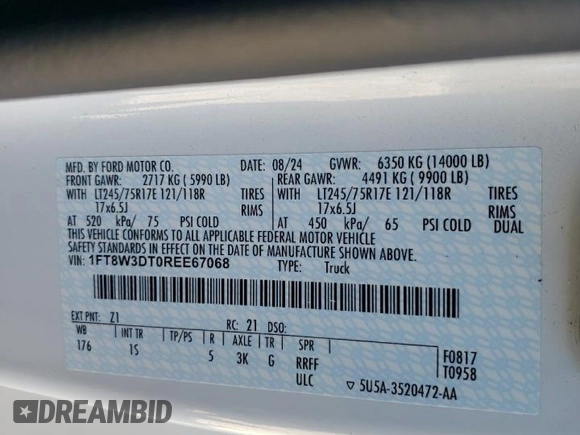 MFD. BY FORD MOTOR CO. DATE: 08/24 GVWR: 6350 KG (14000 LB)
FRONT GAWR: 2717 KG ( 5990 LB) REAR GAWR: 4491 KG ( 9900 LB)
WITH LT245/75R17E 121/118R TIRES WITH LT245/75R17E 121/118R TIRES
17x6.5J RIMS 17x6.5J RIMS
AT 520 kPa/ 75 PSI COLD AT 450 kPa/ 65 PSI COLD DUAL
THIS VEHICLE CONFORMS TO ALL APPLICABLE FEDERAL MOTOR VEHICLE
SAFETY STANDARDS IN EFFECT ON THE DATE OF MANUFACTURE SHOWN ABOVE.
VIN: 1FT8W3DT0REE67068 TYPE: Truck
EXT PNT: Z1 RC: 21 DSO:
WB INT TR TP/PS R AXLE TR SPR F0817
176 1S 5 3K G RRFF T0958
ULC 5U5A-3520472-AA
DREAMBID